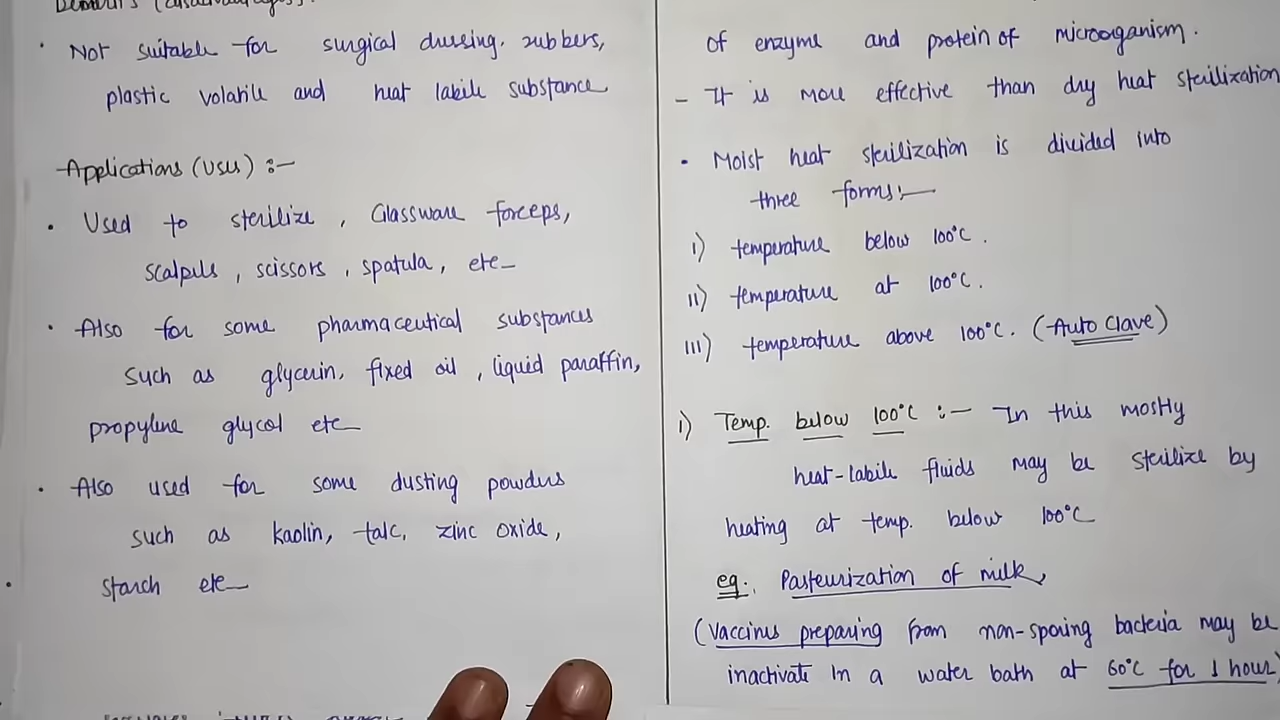 (disadvantages):
• Not suitable for surgical dressing. rubbers,
plastic volatile and heat labile substance
Applications (Uses) :-
• Used to sterilize, Glassware forceps,
scalpels, scissors, spatula, etc-
• Also for some pharmaceutical substances
such as glycerin, fixed oil, liquid paraffin,
propylene glycol etc
• Also used for some dusting powders
such as kaolin, talc, zinc oxide,
starch etc-
of enzyme and protein of microorganism.
- It is more effective than dry heat sterilization
• Moist heat sterilization is divided into
three forms:-
i) temperature below 100°C.
ii) temperature at 100°C.
iii) temperature above 100°C. (Auto Clave)
i) Temp. below 100°C :- In this mostly
heat-labile fluids may be sterilize by
heating at temp. below 100°C
eg:. Pasteurization of milk,
(Vaccines preparing from non-sporing bacteria may be
inactivate in a water bath at 60°C for 1 hour)